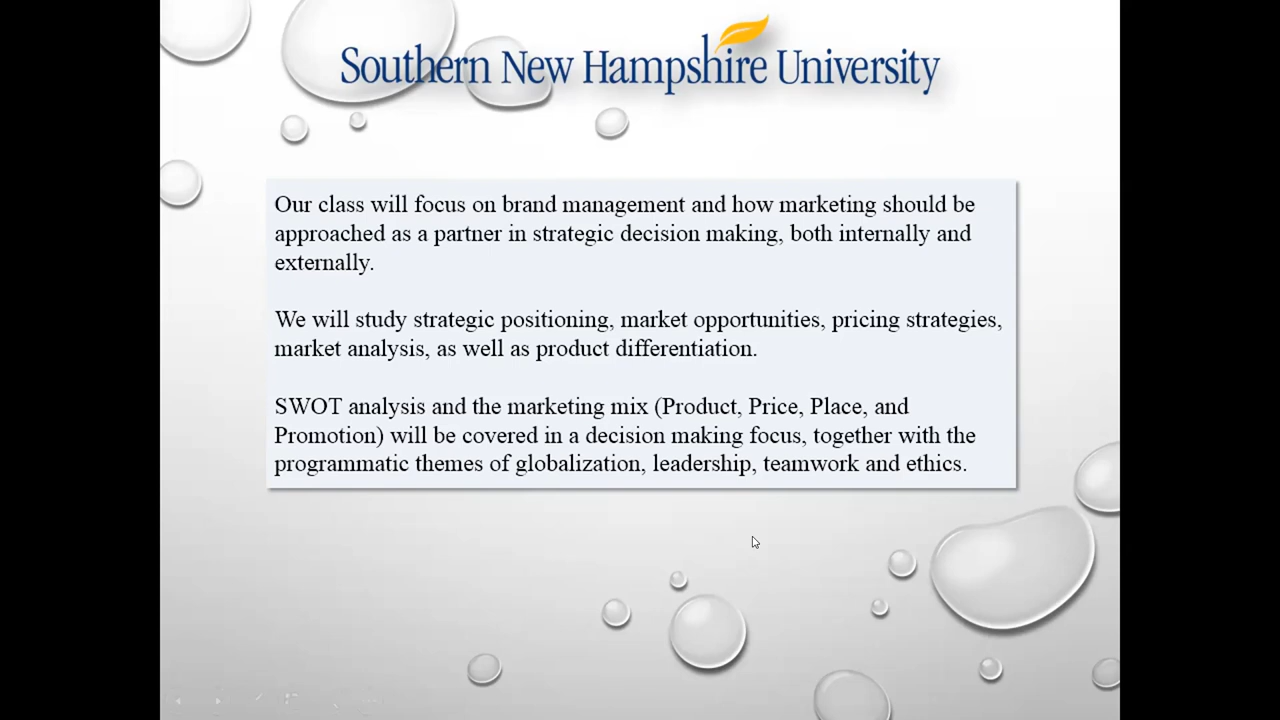 Southern New Hampshire University
Our class will focus on brand management and how marketing should be
approached as a partner in strategic decision making, both internally and
externally.
We will study strategic positioning, market opportunities, pricing strategies,
market analysis, as well as product differentiation.
SWOT analysis and the marketing mix (Product, Price, Place, and
Promotion) will be covered in a decision making focus, together with the
programmatic themes of globalization, leadership, teamwork and ethics.